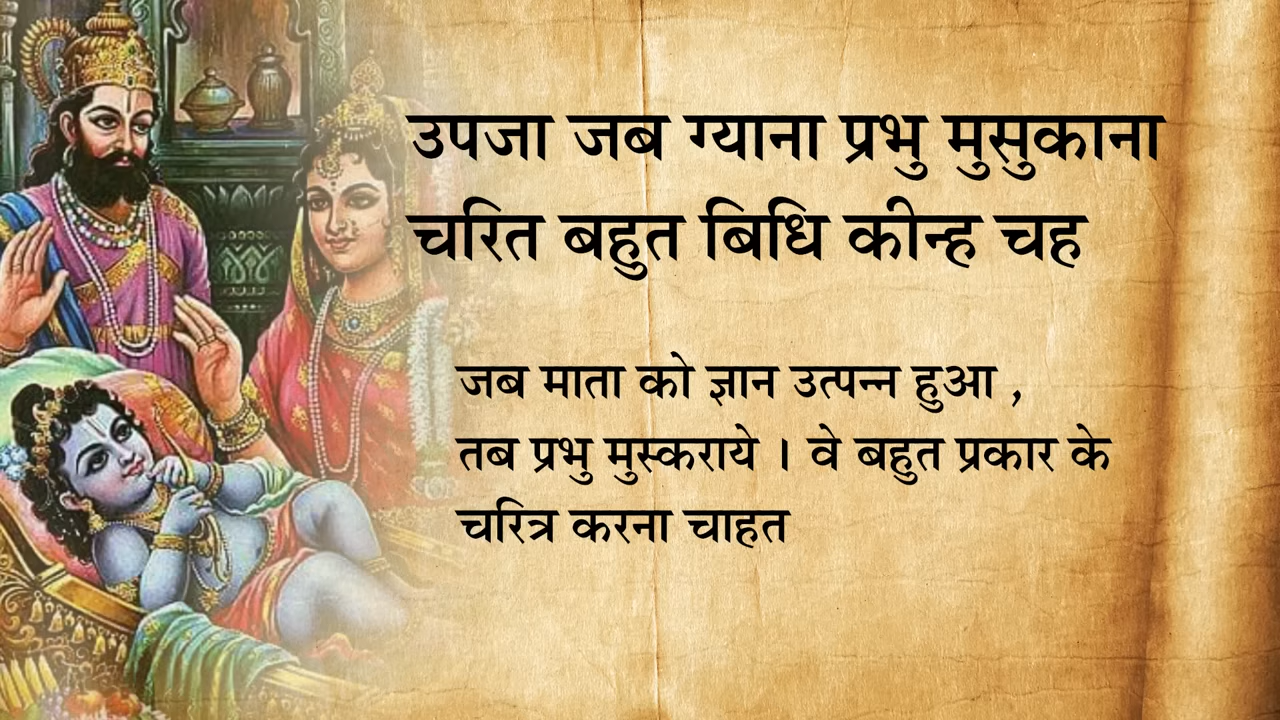 उपजा जब ग्याना प्रभु मुसुकाना
चरित बहुत बिधि कीन्ह चह
जब माता को ज्ञान उत्पन्न हुआ ,
तब प्रभु मुस्कराये । वे बहुत प्रकार के
चरित्र करना चाहत